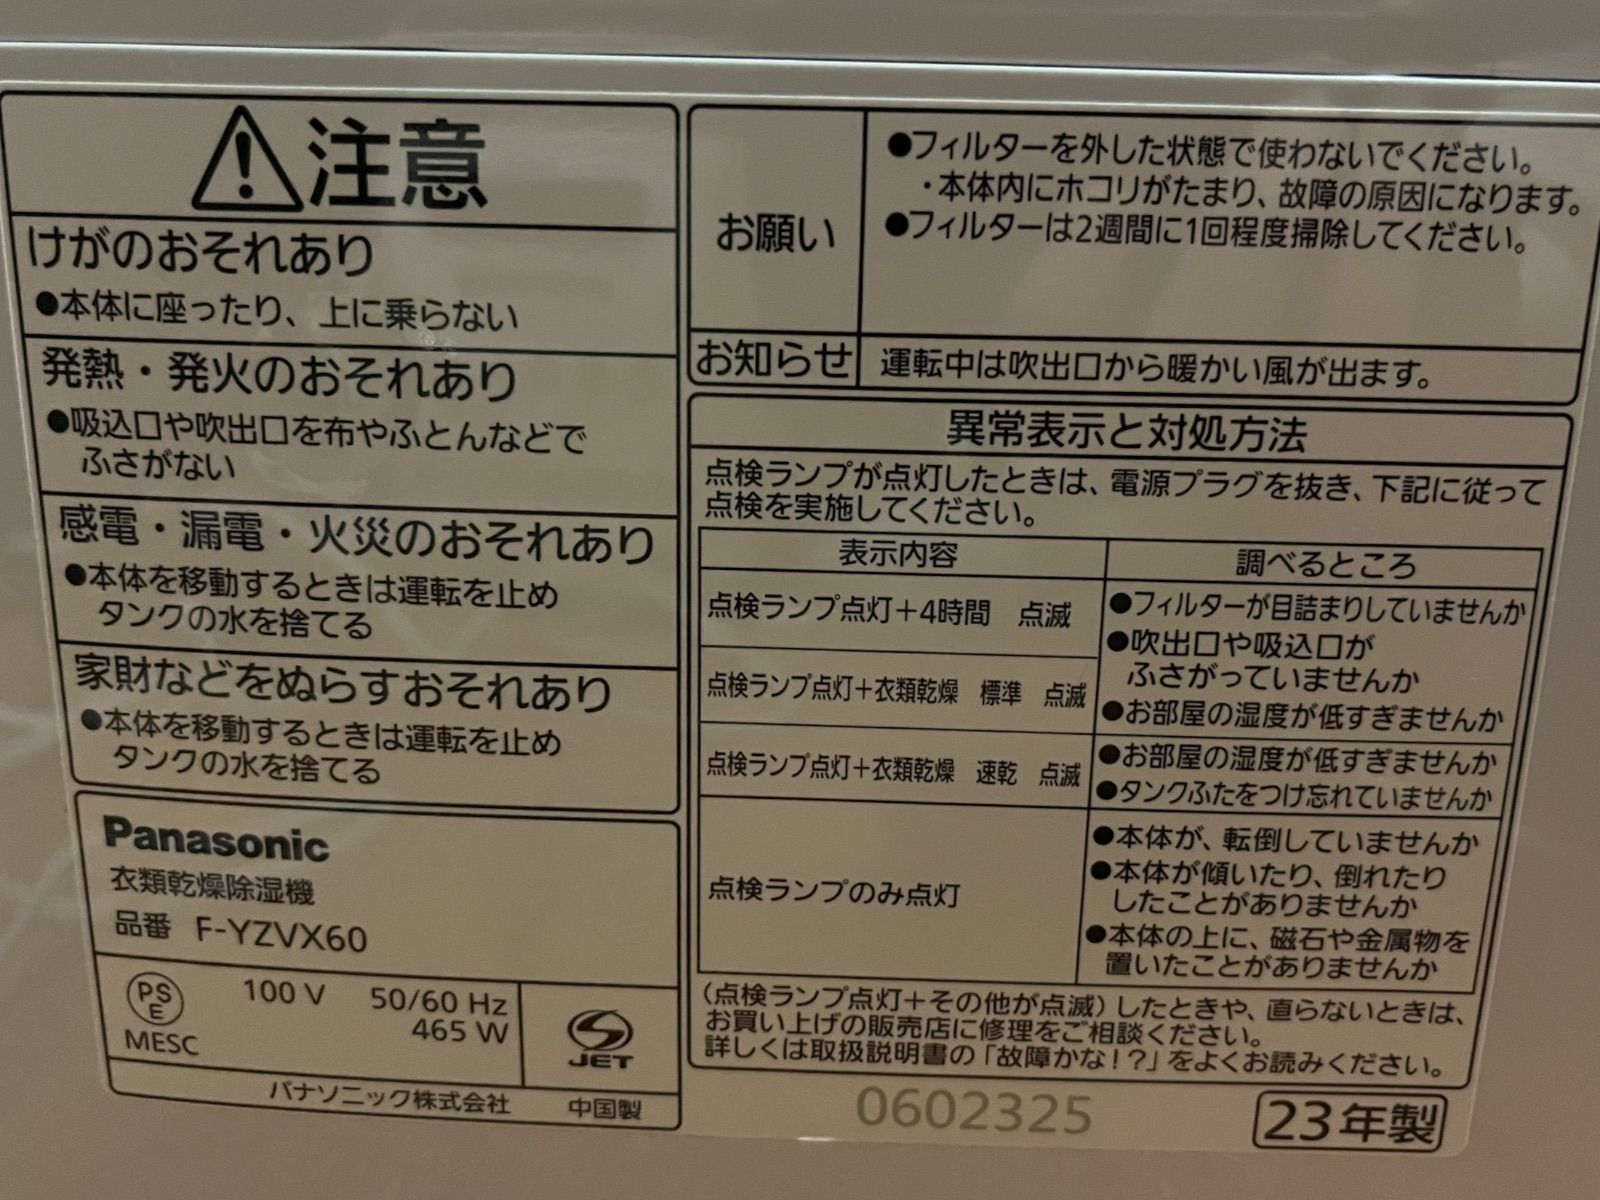 注意
けがのおそれあり
●本体に座ったり、上に乗らない
発熱・発火のおそれあり
●吸込口や吹出口を布やふとんなどで
ふさがない
感電・漏電・火災のおそれあり
●本体を移動するときは運転を止め
タンクの水を捨てる
家財などをぬらすおそれあり
●本体を移動するときは運転を止め
タンクの水を捨てる
Panasonic
衣類乾燥除湿機
品番 F-YZVX60
PS
E
MESC
100 V 50/60 Hz
465 W
JET
パナソニック株式会社 中国製
お願い
●フィルターを外した状態で使わないでください。
・本体内にホコリがたまり、故障の原因になります。
●フィルターは2週間に1回程度掃除してください。
お知らせ
運転中は吹出口から暖かい風が出ます。
異常表示と対処方法
点検ランプが点灯したときは、電源プラグを抜き、下記に従って
点検を実施してください。
表示内容 調べるところ
点検ランプ点灯＋4時間 点滅
点検ランプ点灯＋衣類乾燥 標準 点滅
●フィルターが目詰まりしていませんか
●吹出口や吸込口が
ふさがっていませんか
●お部屋の湿度が低すぎませんか
点検ランプ点灯＋衣類乾燥 速乾 点滅
●お部屋の湿度が低すぎませんか
●タンクふたをつけ忘れていませんか
点検ランプのみ点灯
●本体が、転倒していませんか
●本体が傾いたり、倒れたり
したことがありませんか
●本体の上に、磁石や金属物を
置いたことがありませんか
(点検ランプ点灯＋その他が点滅)したときや、直らないときは、
お買い上げの販売店に修理をご相談ください。
詳しくは取扱説明書の「故障かな！？」をよくお読みください。
0602325
23年製